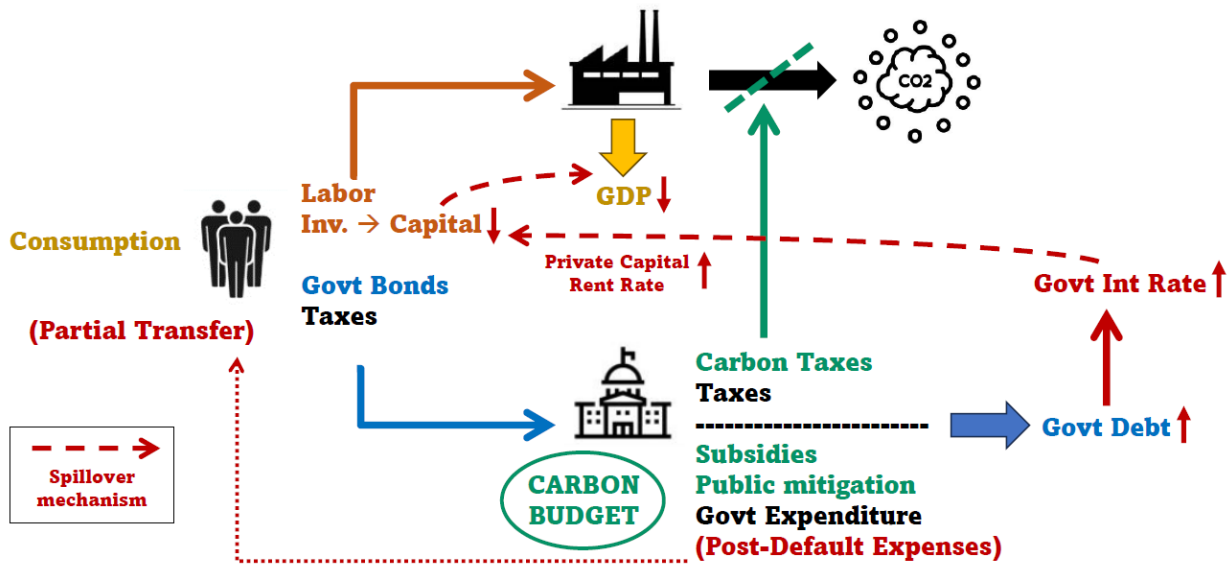 CO2
Labor
Inv. → Capital
GDP
Consumption
Private Capital
Rent Rate
Govt Int Rate
Govt Bonds
Taxes
(Partial Transfer)
Carbon Taxes
Taxes
-------------------------
Govt Debt
Spillover
mechanism
CARBON
BUDGET
Subsidies
Public mitigation
Govt Expenditure
(Post-Default Expenses)